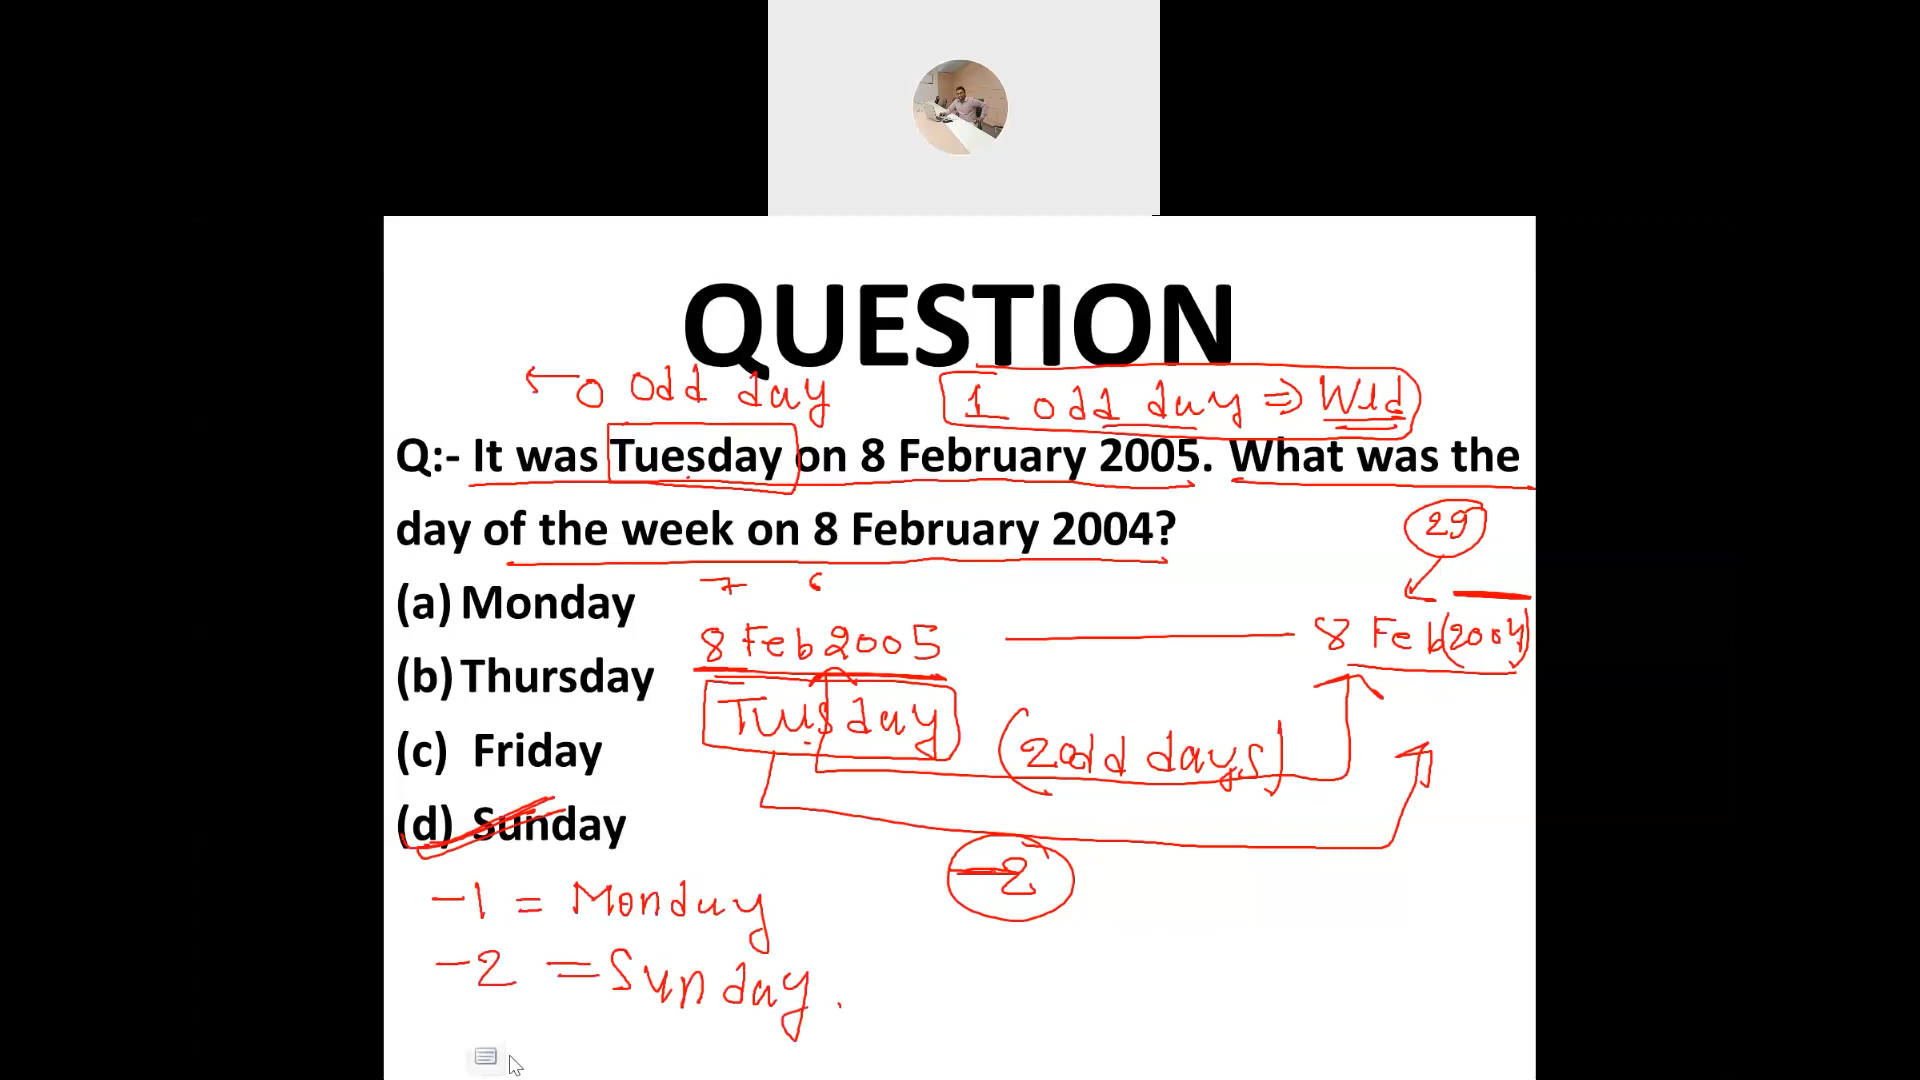 QUESTION
←0 odd day
1 odd day ⇒ Wed
Q:- It was Tuesday on 8 February 2005. What was the
day of the week on 8 February 2004?
29
(a) Monday
7 6
8 Feb 2005
8 Feb (2004)
(b) Thursday
Tuesday
(2 odd days)
(c) Friday
(d) Sunday
-2
-1 = Monday
-2 = Sunday.